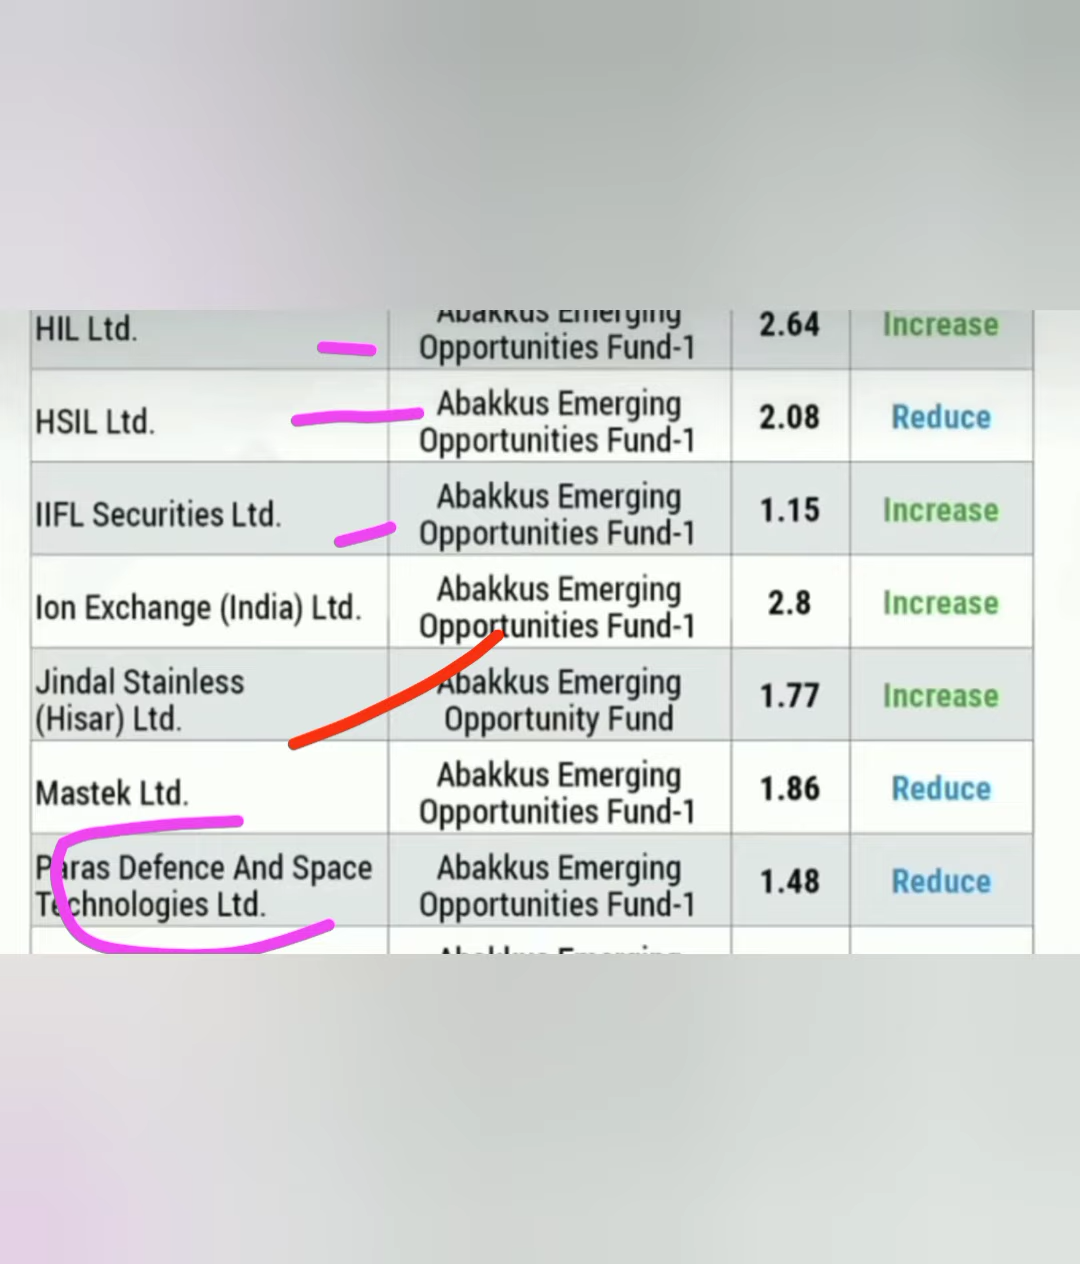 HIL Ltd.
Abakkus Emerging
Opportunities Fund-1
2.64
Increase
HSIL Ltd.
Abakkus Emerging
Opportunities Fund-1
2.08
Reduce
IIFL Securities Ltd.
Abakkus Emerging
Opportunities Fund-1
1.15
Increase
Ion Exchange (India) Ltd.
Abakkus Emerging
Opportunities Fund-1
2.8
Increase
Jindal Stainless
(Hisar) Ltd.
Abakkus Emerging
Opportunity Fund
1.77
Increase
Mastek Ltd.
Abakkus Emerging
Opportunities Fund-1
1.86
Reduce
Paras Defence And Space
Technologies Ltd.
Abakkus Emerging
Opportunities Fund-1
1.48
Reduce